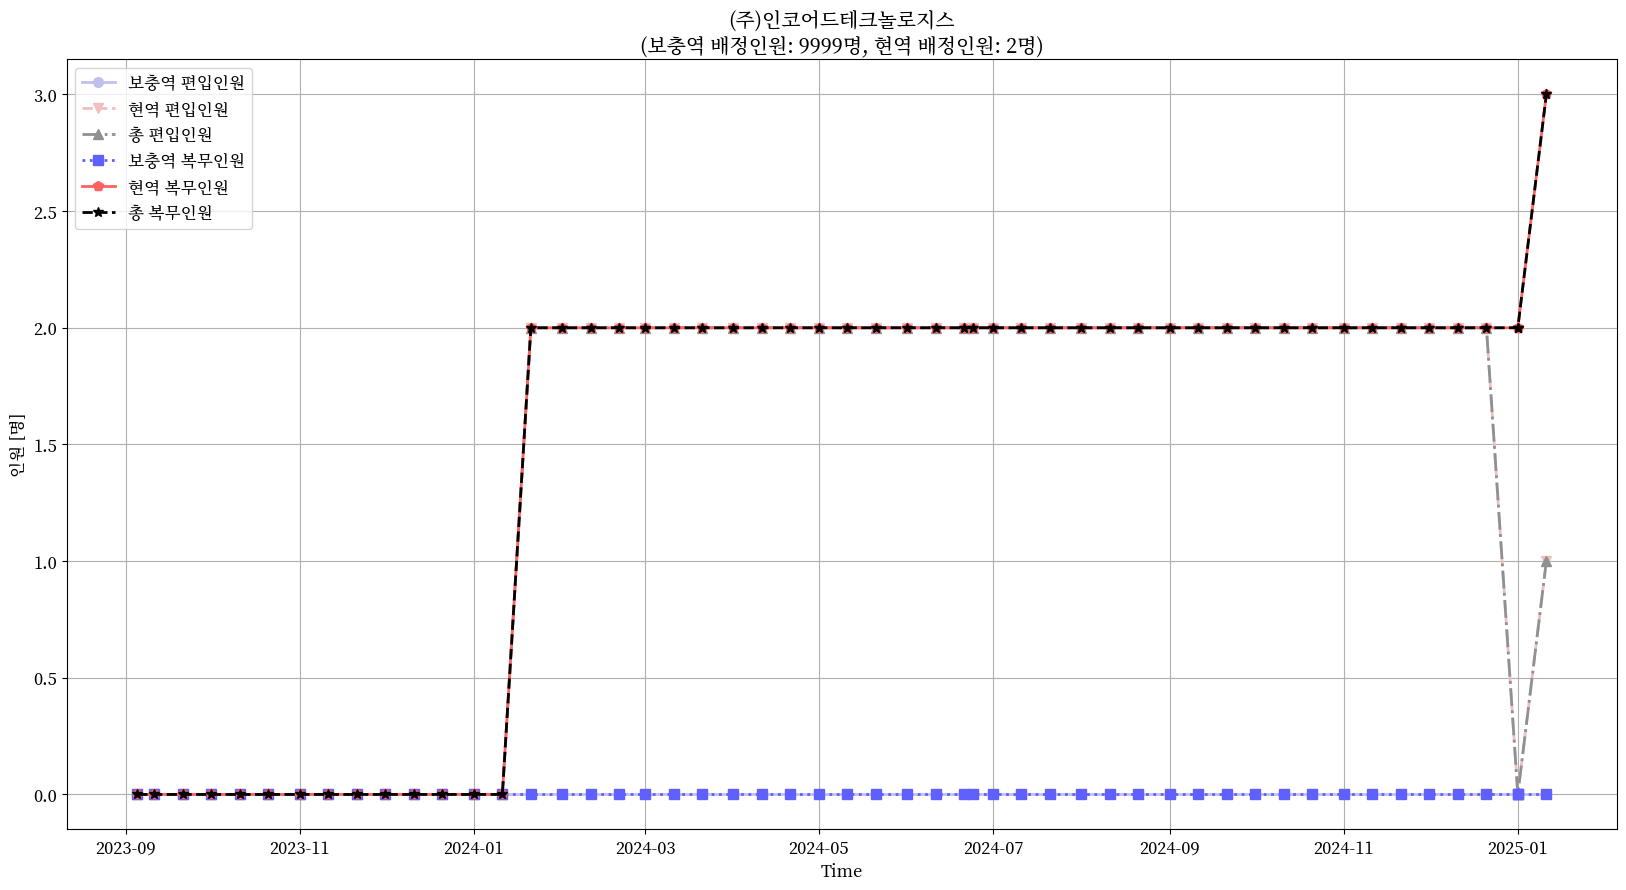 (주)인코어드테크놀로지스
(보충역 배정인원: 9999명, 현역 배정인원: 2명)
보충역 편입인원
현역 편입인원
총 편입인원
보충역 복무인원
현역 복무인원
총 복무인원
인원 [명]
3.0
2.5
2.0
1.5
1.0
0.5
0.0
2023-09
2023-11
2024-01
2024-03
2024-05
2024-07
2024-09
2024-11
2025-01
Time